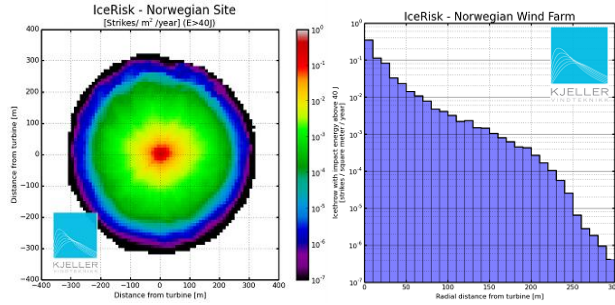 IceRisk - Norwegian Site
[Strikes/ m² /year] (E>40J)
Distance from turbine [m]
400
300
200
100
0
-100
-200
-300
-400
-400 -300 -200 -100 0 100 200 300 400
Distance from turbine [m]
KJELLER
VINDTEKNIKK
10⁰
10⁻¹
10⁻²
10⁻³
10⁻⁴
10⁻⁵
10⁻⁶
10⁻⁷
IceRisk - Norwegian Wind Farm
Icethrow with impact energy above 40 J
[strikes / square meter / year]
10⁰
10⁻¹
10⁻²
10⁻³
10⁻⁴
10⁻⁵
10⁻⁶
10⁻⁷
0 50 100 150 200 250
Radial distance from turbine [m]
KJELLER
VINDTEKNIKK